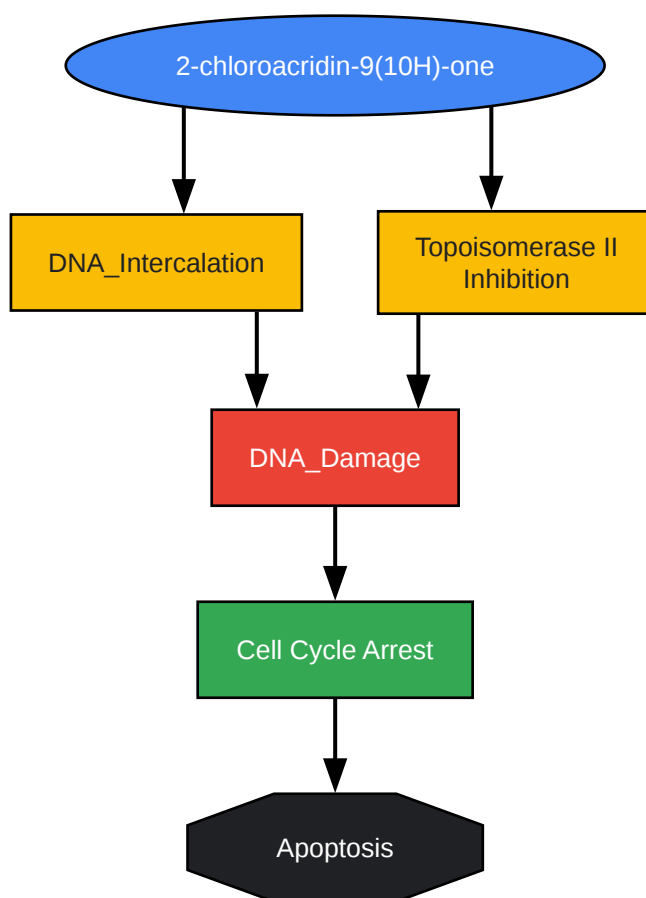 2-chloroacridin-9(10H)-one
DNA_Intercalation
Topoisomerase II
Inhibition
DNA_Damage
Cell Cycle Arrest
Apoptosis